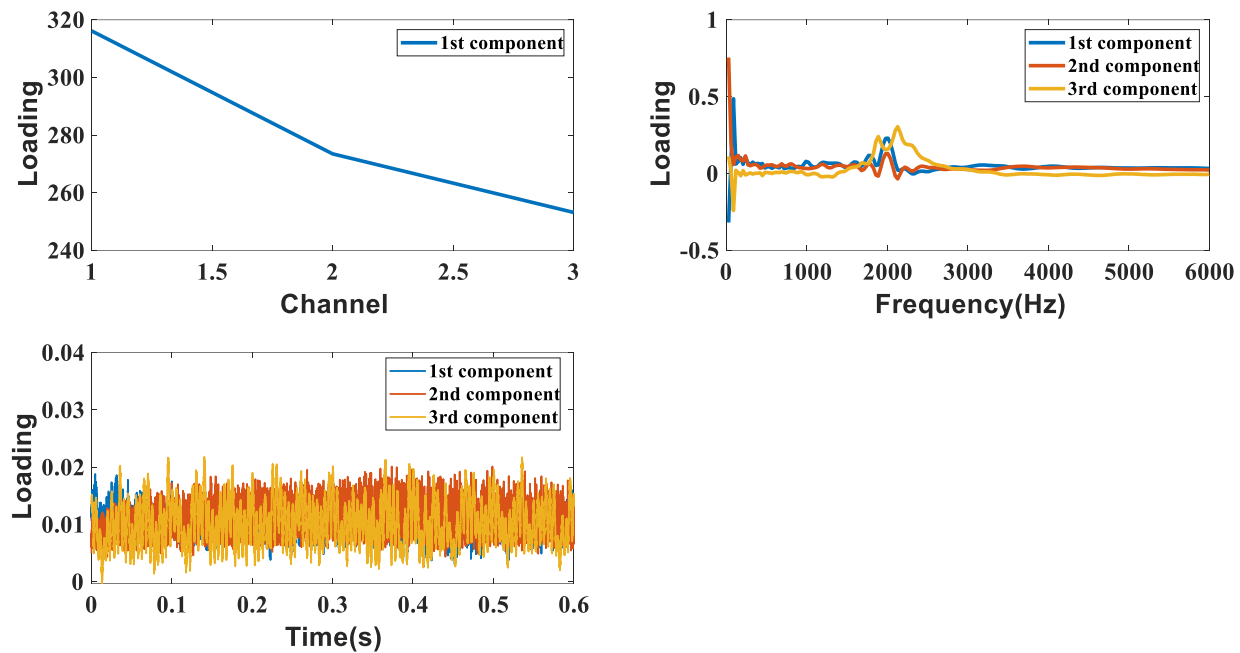 320
300
280
260
240
Loading
1st component
1
1.5
2
2.5
3
Channel
1
0.5
0
-0.5
Loading
1st component
2nd component
3rd component
0
1000
2000
3000
4000
5000
6000
Frequency(Hz)
0.04
0.03
0.02
0.01
0
Loading
1st component
2nd component
3rd component
0
0.1
0.2
0.3
0.4
0.5
0.6
Time(s)